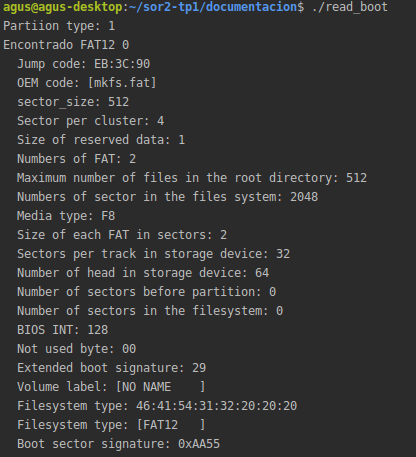 agus@agus-desktop:~/sor2-tp1/documentacion$ ./read_boot
Partiion type: 1
Encontrado FAT12 0
  Jump code: EB:3C:90
  OEM code: [mkfs.fat]
  sector_size: 512
  Sector per cluster: 4
  Size of reserved data: 1
  Numbers of FAT: 2
  Maximum number of files in the root directory: 512
  Numbers of sector in the files system: 2048
  Media type: F8
  Size of each FAT in sectors: 2
  Sectors per track in storage device: 32
  Number of head in storage device: 64
  Number of sectors before partition: 0
  Number of sectors in the filesystem: 0
  BIOS INT: 128
  Not used byte: 00
  Extended boot signature: 29
  Volume label: [NO NAME    ]
  Filesystem type: 46:41:54:31:32:20:20:20
  Filesystem type: [FAT12   ]
  Boot sector signature: 0xAA55